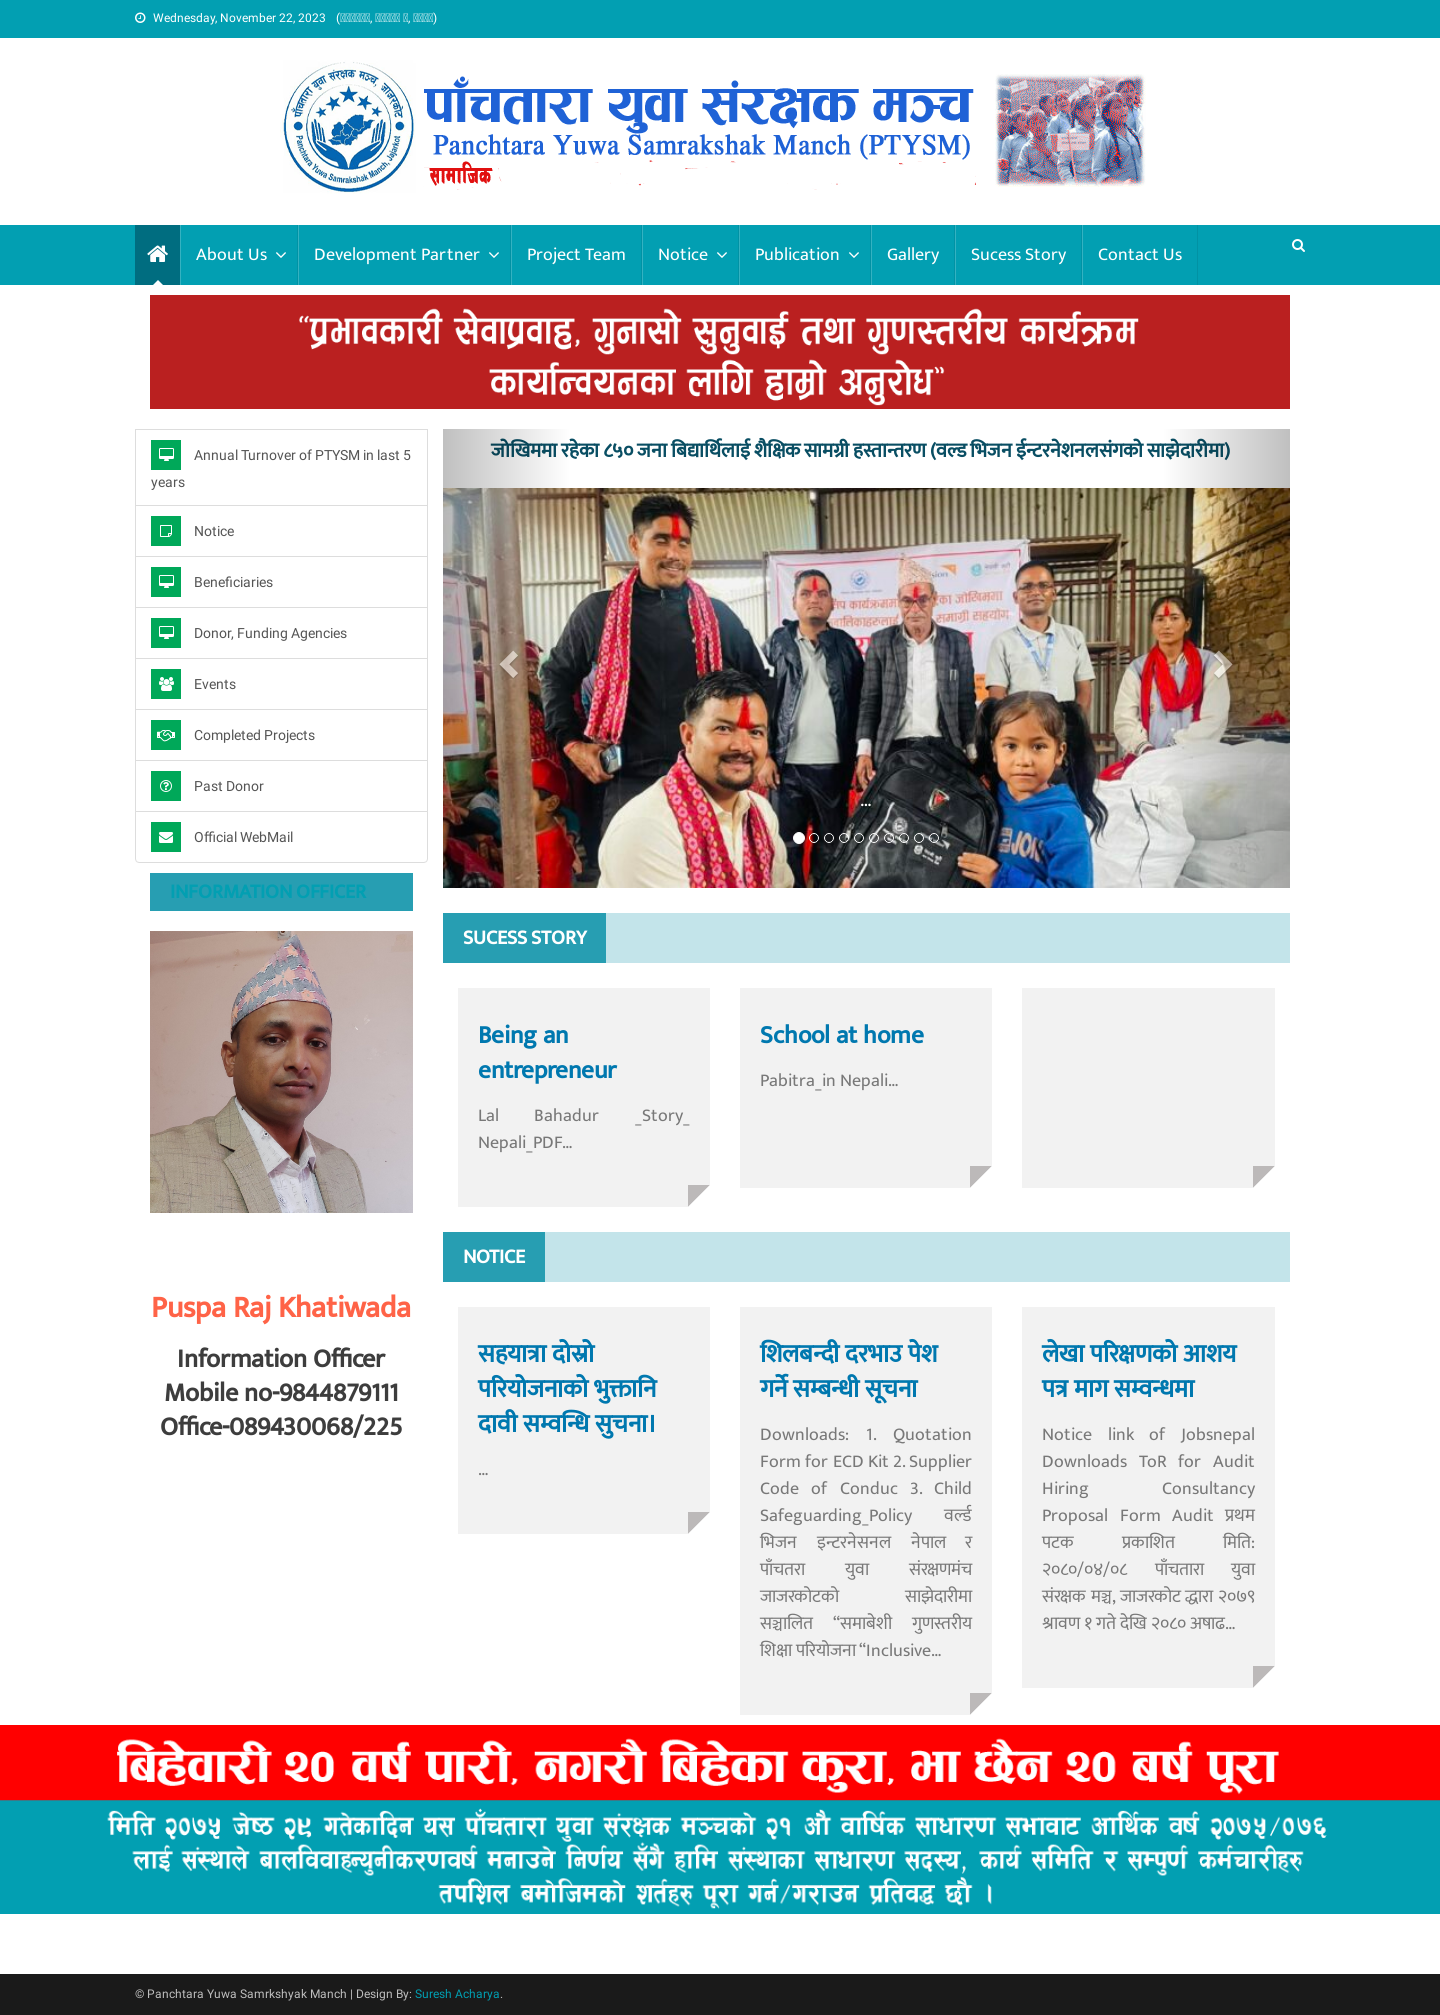 Wednesday, November 22, 2023
पाँचतारा युवा संरक्षक मञ्च, जाजरकोट
Panchtara Yuwa Samrakshak Manch, Jajarkot
पाँचतारा युवा संरक्षक मञ्च
Panchtara Yuwa Samrakshak Manch (PTYSM)
सामाजिक
About Us
Development Partner
Project Team
Notice
Publication
Gallery
Sucess Story
Contact Us
“प्रभावकारी सेवाप्रवाह, गुनासो सुनुवाई तथा गुणस्तरीय कार्यक्रम
कार्यान्वयनका लागि हाम्रो अनुरोध”
Annual Turnover of PTYSM in last 5
years
Notice
Beneficiaries
Donor, Funding Agencies
Events
Completed Projects
Past Donor
Official WebMail
INFORMATION OFFICER
Puspa Raj Khatiwada
Information Officer
Mobile no-9844879111
Office-089430068/225
जोखिममा रहेका ८५० जना बिद्यार्थिलाई शैक्षिक सामग्री हस्तान्तरण (वल्ड भिजन ईन्टरनेशनलसंगको साझेदारीमा)
...
SUCESS STORY
Being an
entrepreneur
Lal Bahadur _Story_
Nepali_PDF...
School at home
Pabitra_in Nepali...
NOTICE
सहयात्रा दोस्रो
परियोजनाको भुक्तानि
दावी सम्वन्धि सुचना।
...
शिलबन्दी दरभाउ पेश
गर्ने सम्बन्धी सूचना
Downloads: 1. Quotation
Form for ECD Kit 2. Supplier
Code of Conduc 3. Child
Safeguarding_Policy वर्ल्ड
भिजन इन्टरनेसनल नेपाल र
पाँचतरा युवा संरक्षणमंच
जाजरकोटको साझेदारीमा
सञ्चालित “समाबेशी गुणस्तरीय
शिक्षा परियोजना “Inclusive...
लेखा परिक्षणको आशय
पत्र माग सम्वन्धमा
Notice link of Jobsnepal
Downloads ToR for Audit
Hiring Consultancy
Proposal Form Audit प्रथम
पटक प्रकाशित मिति:
२०८०/०४/०८ पाँचतारा युवा
संरक्षक मञ्च, जाजरकोट द्धारा २०७९
श्रावण १ गते देखि २०८० अषाढ...
बिहेवारी २० वर्ष पारी, नगरौ बिहेका कुरा, भा छैन २० बर्ष पूरा
मिति २०७५ जेष्ठ २९ गतेकादिन यस पाँचतारा युवा संरक्षक मञ्चको २१ औ वार्षिक साधारण सभावाट आर्थिक वर्ष २०७५/०७६
लाई संस्थाले बालविवाहन्युनीकरणवर्ष मनाउने निर्णय सँगै हामि संस्थाका साधारण सदस्य, कार्य समिति र सम्पुर्ण कर्मचारीहरु
तपशिल बमोजिमको शर्तहरु पूरा गर्न/गराउन प्रतिवद्ध छौ ।
© Panchtara Yuwa Samrkshyak Manch | Design By: Suresh Acharya.